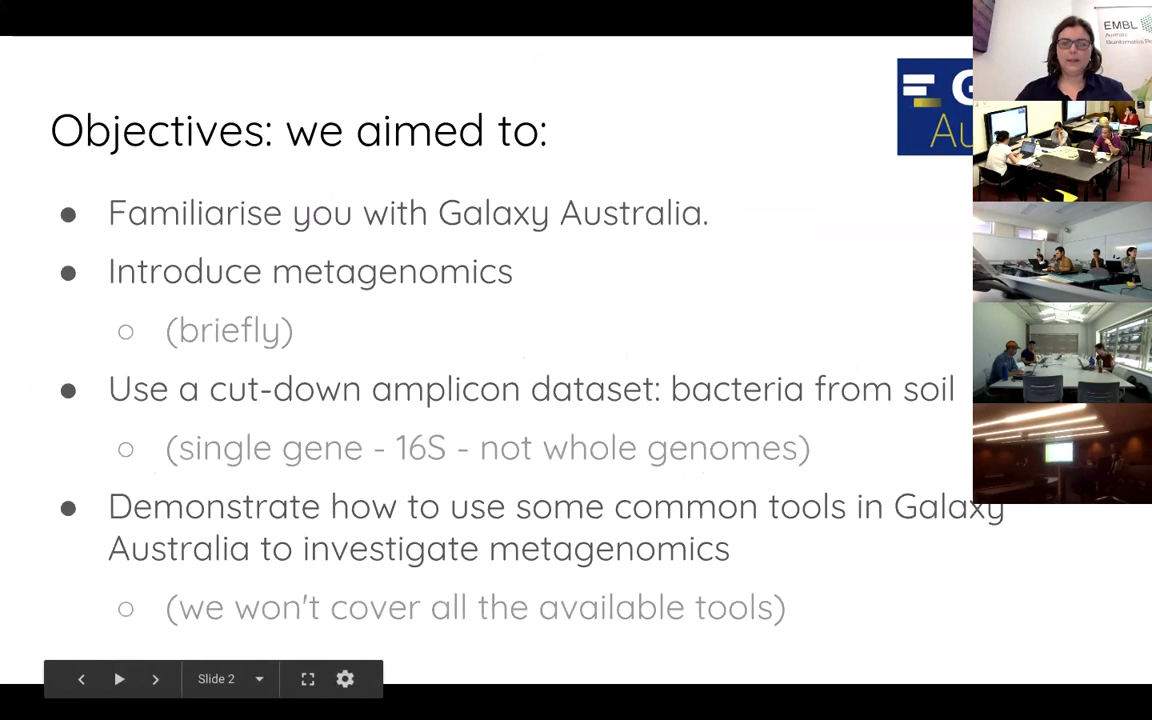 Objectives: we aimed to:
● Familiarise you with Galaxy Australia.
● Introduce metagenomics
○ (briefly)
● Use a cut-down amplicon dataset: bacteria from soil
○ (single gene - 16S - not whole genomes)
● Demonstrate how to use some common tools in Galaxy
Australia to investigate metagenomics
○ (we won't cover all the available tools)
Slide 2
G
Au
EMBL